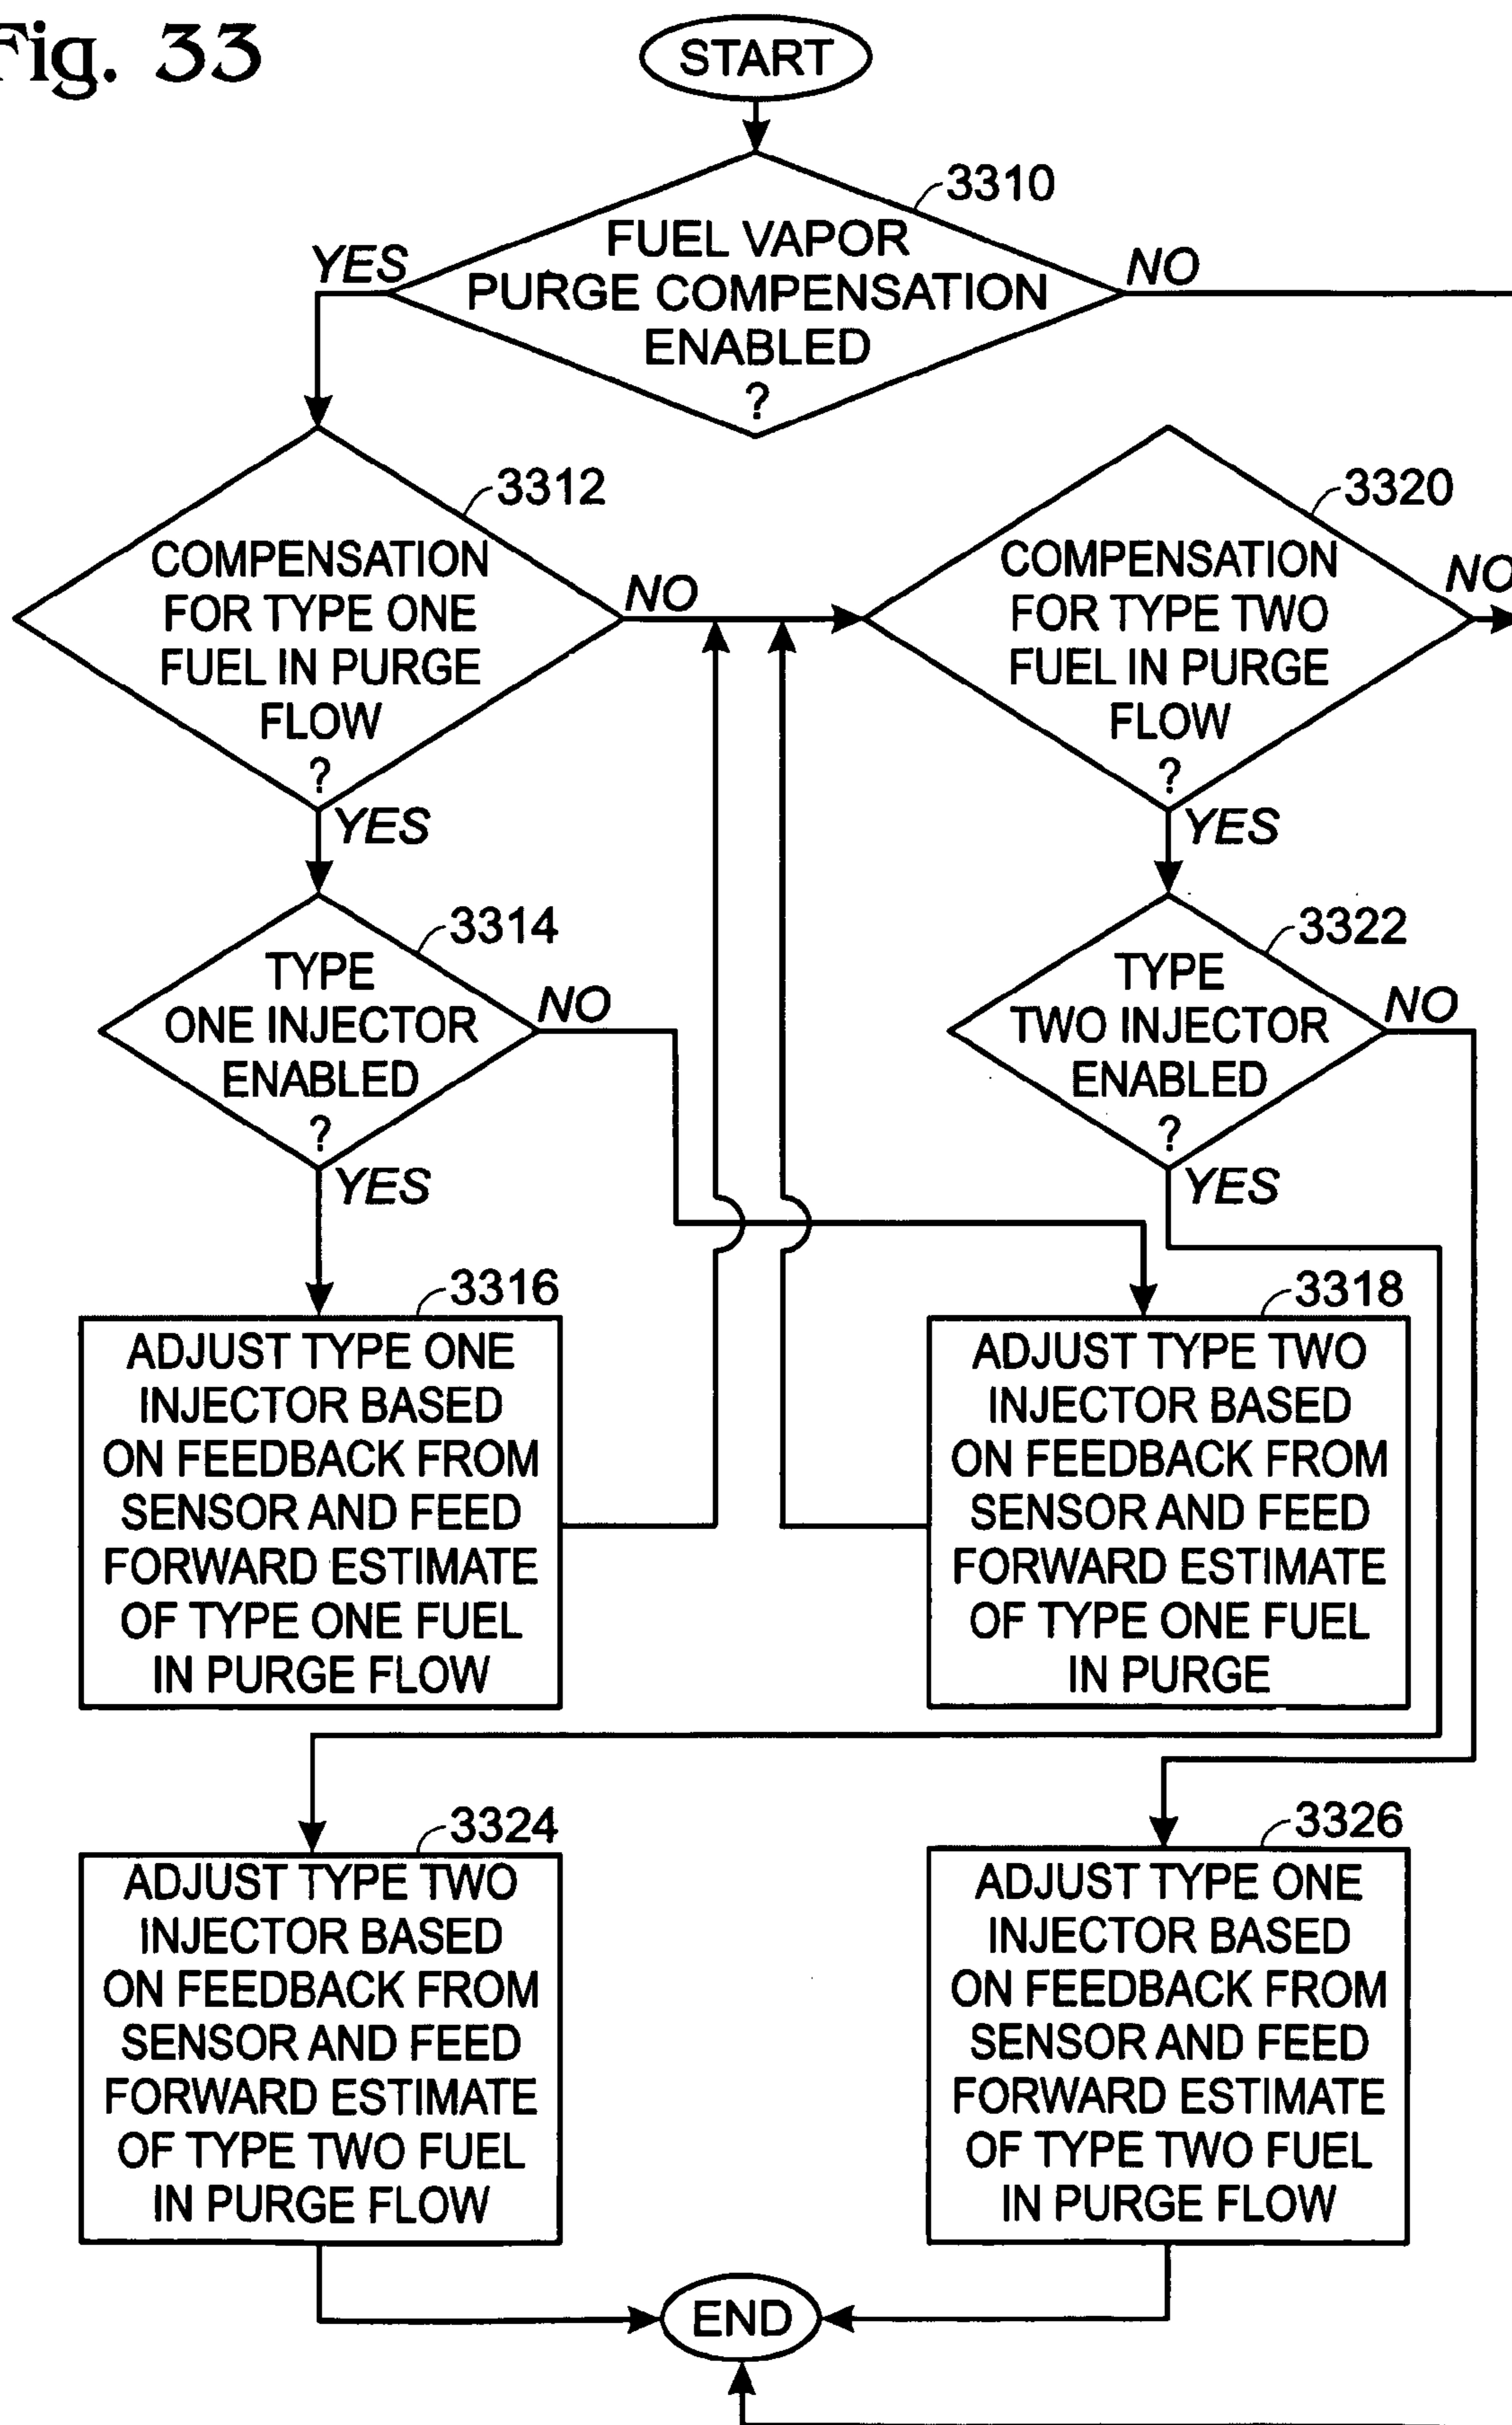 Fig. 33
START
3310
FUEL VAPOR
PURGE COMPENSATION
ENABLED
?
YES
NO
3312
COMPENSATION
FOR TYPE ONE
FUEL IN PURGE
FLOW
?
NO
YES
3320
COMPENSATION
FOR TYPE TWO
FUEL IN PURGE
FLOW
?
NO
YES
3314
TYPE
ONE INJECTOR
ENABLED
?
NO
YES
3322
TYPE
TWO INJECTOR
ENABLED
?
NO
YES
3316
ADJUST TYPE ONE
INJECTOR BASED
ON FEEDBACK FROM
SENSOR AND FEED
FORWARD ESTIMATE
OF TYPE ONE FUEL
IN PURGE FLOW
3318
ADJUST TYPE TWO
INJECTOR BASED
ON FEEDBACK FROM
SENSOR AND FEED
FORWARD ESTIMATE
OF TYPE ONE FUEL
IN PURGE
3324
ADJUST TYPE TWO
INJECTOR BASED
ON FEEDBACK FROM
SENSOR AND FEED
FORWARD ESTIMATE
OF TYPE TWO FUEL
IN PURGE FLOW
3326
ADJUST TYPE ONE
INJECTOR BASED
ON FEEDBACK FROM
SENSOR AND FEED
FORWARD ESTIMATE
OF TYPE TWO FUEL
IN PURGE FLOW
END